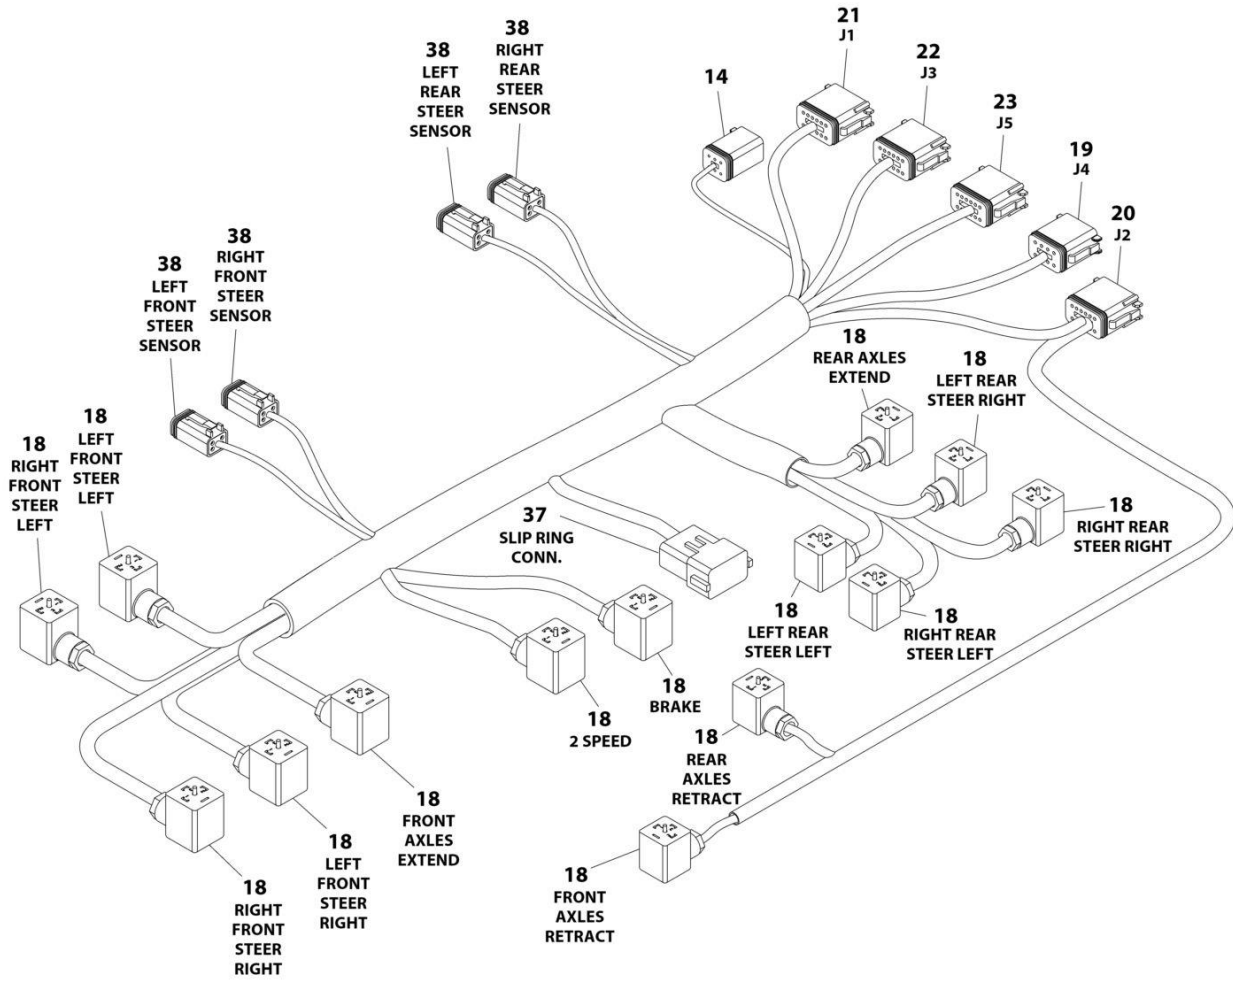 38
RIGHT
REAR
STEER
SENSOR
38
LEFT
REAR
STEER
SENSOR
14
21
J1
22
J3
23
J5
19
J4
20
J2
38
RIGHT
FRONT
STEER
SENSOR
38
LEFT
FRONT
STEER
SENSOR
18
REAR AXLES
EXTEND
18
LEFT REAR
STEER RIGHT
18
LEFT
FRONT
STEER
LEFT
18
RIGHT
FRONT
STEER
LEFT
37
SLIP RING
CONN.
18
RIGHT REAR
STEER RIGHT
18
LEFT REAR
STEER LEFT
18
RIGHT REAR
STEER LEFT
18
BRAKE
18
2 SPEED
18
REAR
AXLES
RETRACT
18
FRONT
AXLES
EXTEND
18
LEFT
FRONT
STEER
RIGHT
18
RIGHT
FRONT
STEER
RIGHT
18
FRONT
AXLES
RETRACT